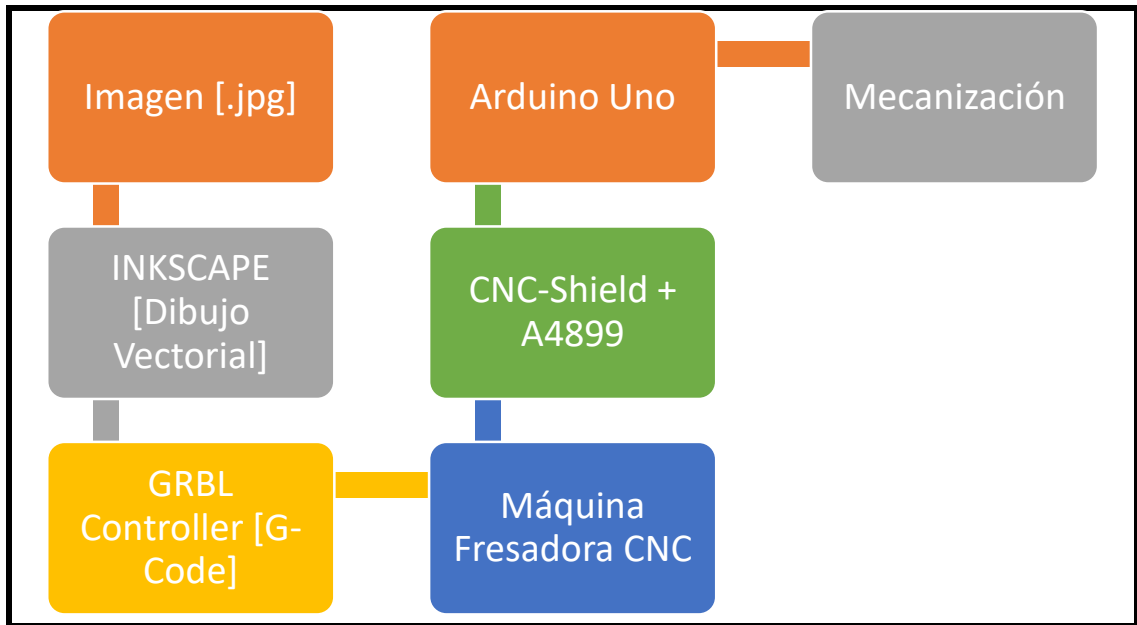 Imagen [.jpg]
INKSCAPE
[Dibujo
Vectorial]
GRBL
Controller [G-
Code]
Máquina
Fresadora CNC
CNC-Shield +
A4899
Arduino Uno
Mecanización